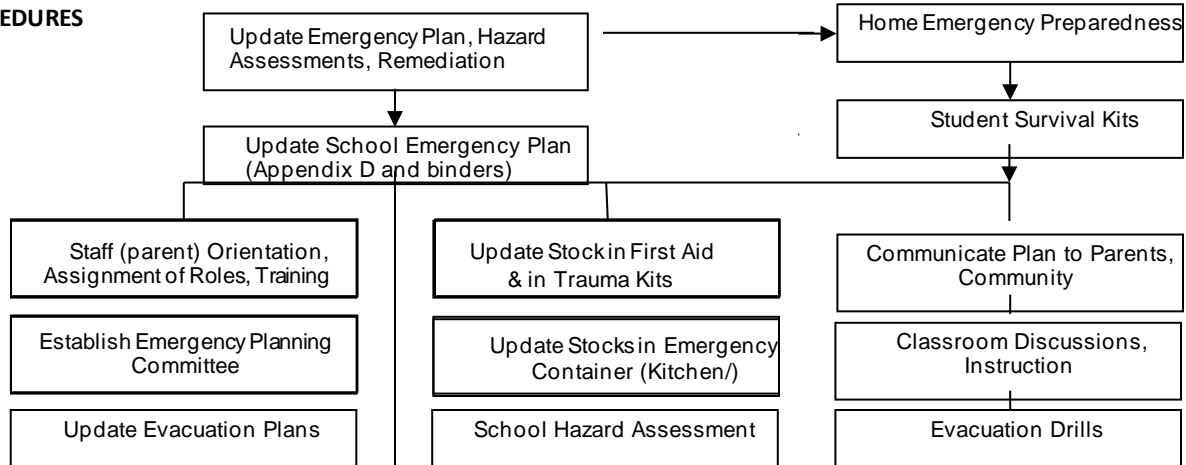 EDURES
Update Emergency Plan, Hazard
Assessments, Remediation
Home Emergency Preparedness
Student Survival Kits
Update School Emergency Plan
(Appendix D and binders)
Staff (parent) Orientation,
Assignment of Roles, Training
Update Stock in First Aid
& in Trauma Kits
Communicate Plan to Parents,
Community
Establish Emergency Planning
Committee
Update Stocks in Emergency
Container (Kitchen/)
Classroom Discussions,
Instruction
Update Evacuation Plans
School Hazard Assessment
Evacuation Drills